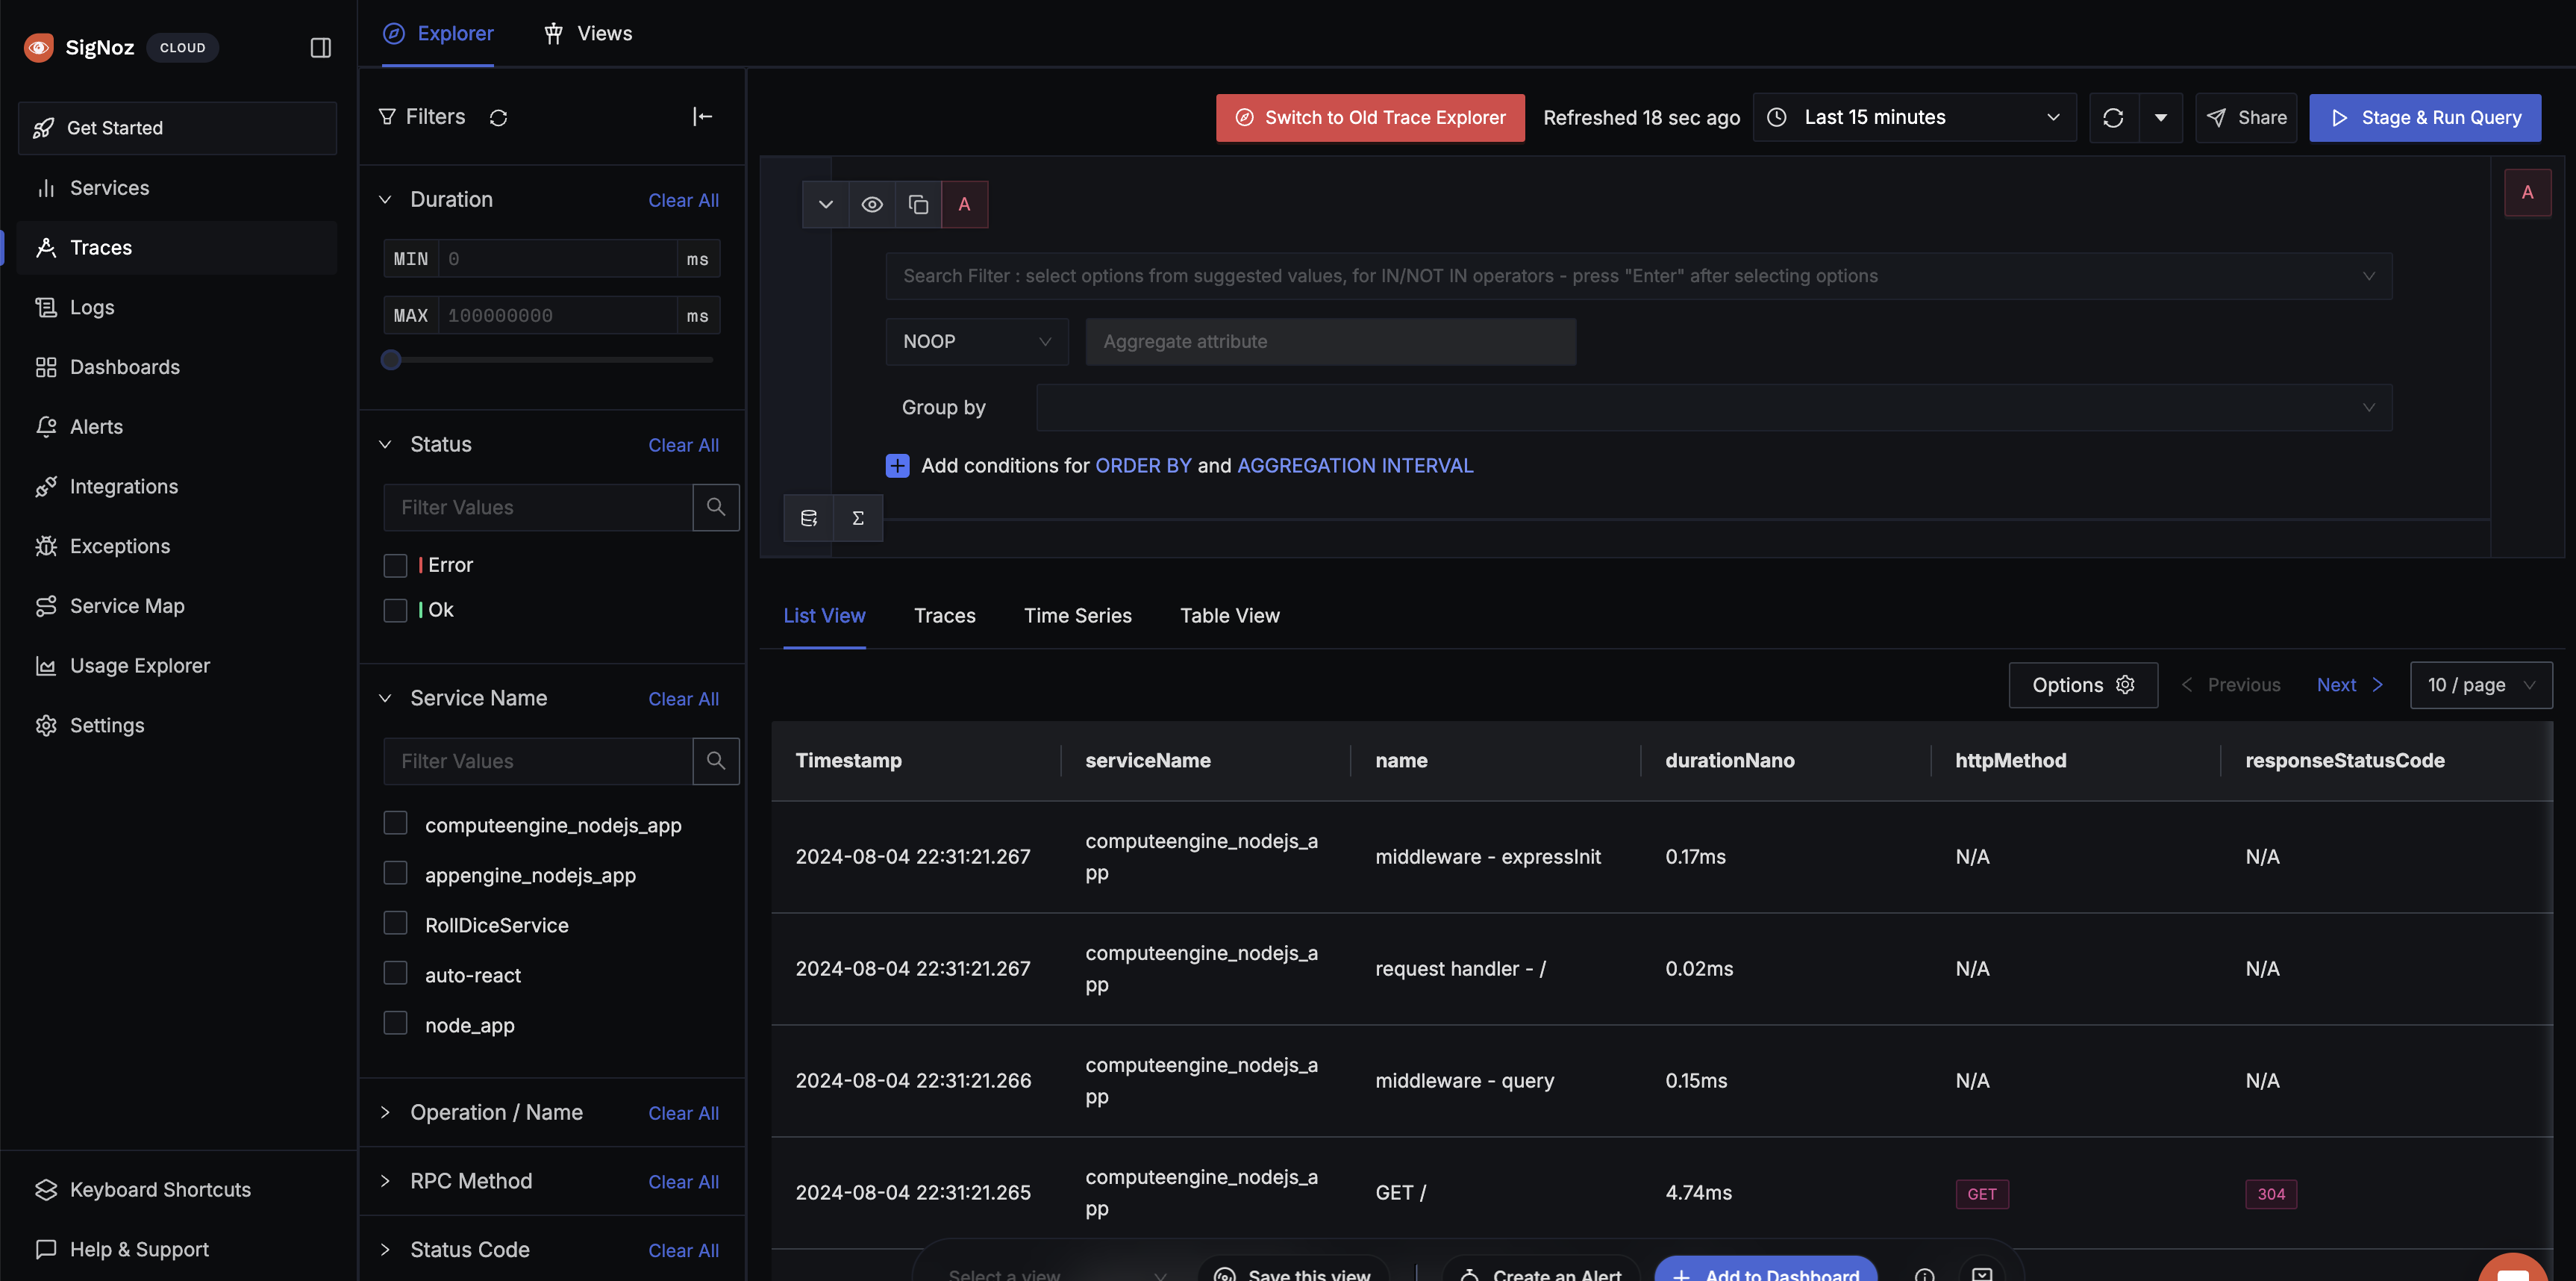 SigNoz CLOUD
Get Started
Services
Traces
Logs
Dashboards
Alerts
Integrations
Exceptions
Service Map
Usage Explorer
Settings
Keyboard Shortcuts
Help & Support
Explorer Views
Filters
Duration Clear All
MIN 0 ms
MAX 100000000 ms
Status Clear All
Filter Values
Error
Ok
Service Name Clear All
Filter Values
computeengine_nodejs_app
appengine_nodejs_app
RollDiceService
auto-react
node_app
Operation / Name Clear All
RPC Method Clear All
Status Code Clear All
Switch to Old Trace Explorer Refreshed 18 sec ago Last 15 minutes Share Stage & Run Query
A A
Search Filter : select options from suggested values, for IN/NOT IN operators - press "Enter" after selecting options
NOOP Aggregate attribute
Group by
Add conditions for ORDER BY and AGGREGATION INTERVAL
Σ
List View Traces Time Series Table View
Options Previous Next 10 / page
Timestamp serviceName name durationNano httpMethod responseStatusCode
2024-08-04 22:31:21.267 computeengine_nodejs_a
pp middleware - expressInit 0.17ms N/A N/A
2024-08-04 22:31:21.267 computeengine_nodejs_a
pp request handler - / 0.02ms N/A N/A
2024-08-04 22:31:21.266 computeengine_nodejs_a
pp middleware - query 0.15ms N/A N/A
2024-08-04 22:31:21.265 computeengine_nodejs_a
pp GET / 4.74ms GET 304
Select a view Save this view Create an Alert Add to Dashboard